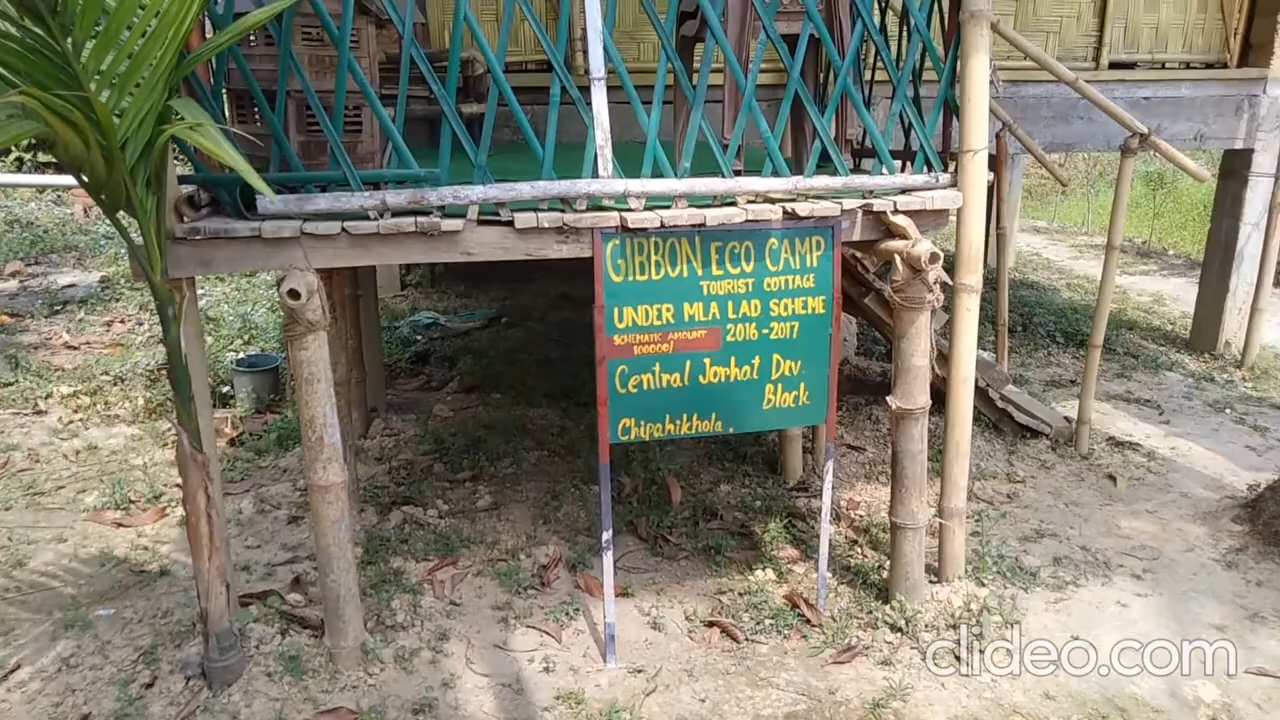 GIBBON ECO CAMP
TOURIST COTTAGE
UNDER MLA LAD SCHEME
SCHEMATIC AMOUNT 2016-2017
100000/
Central Jorhat Dev.
Block
Chipahikhola.
clideo.com